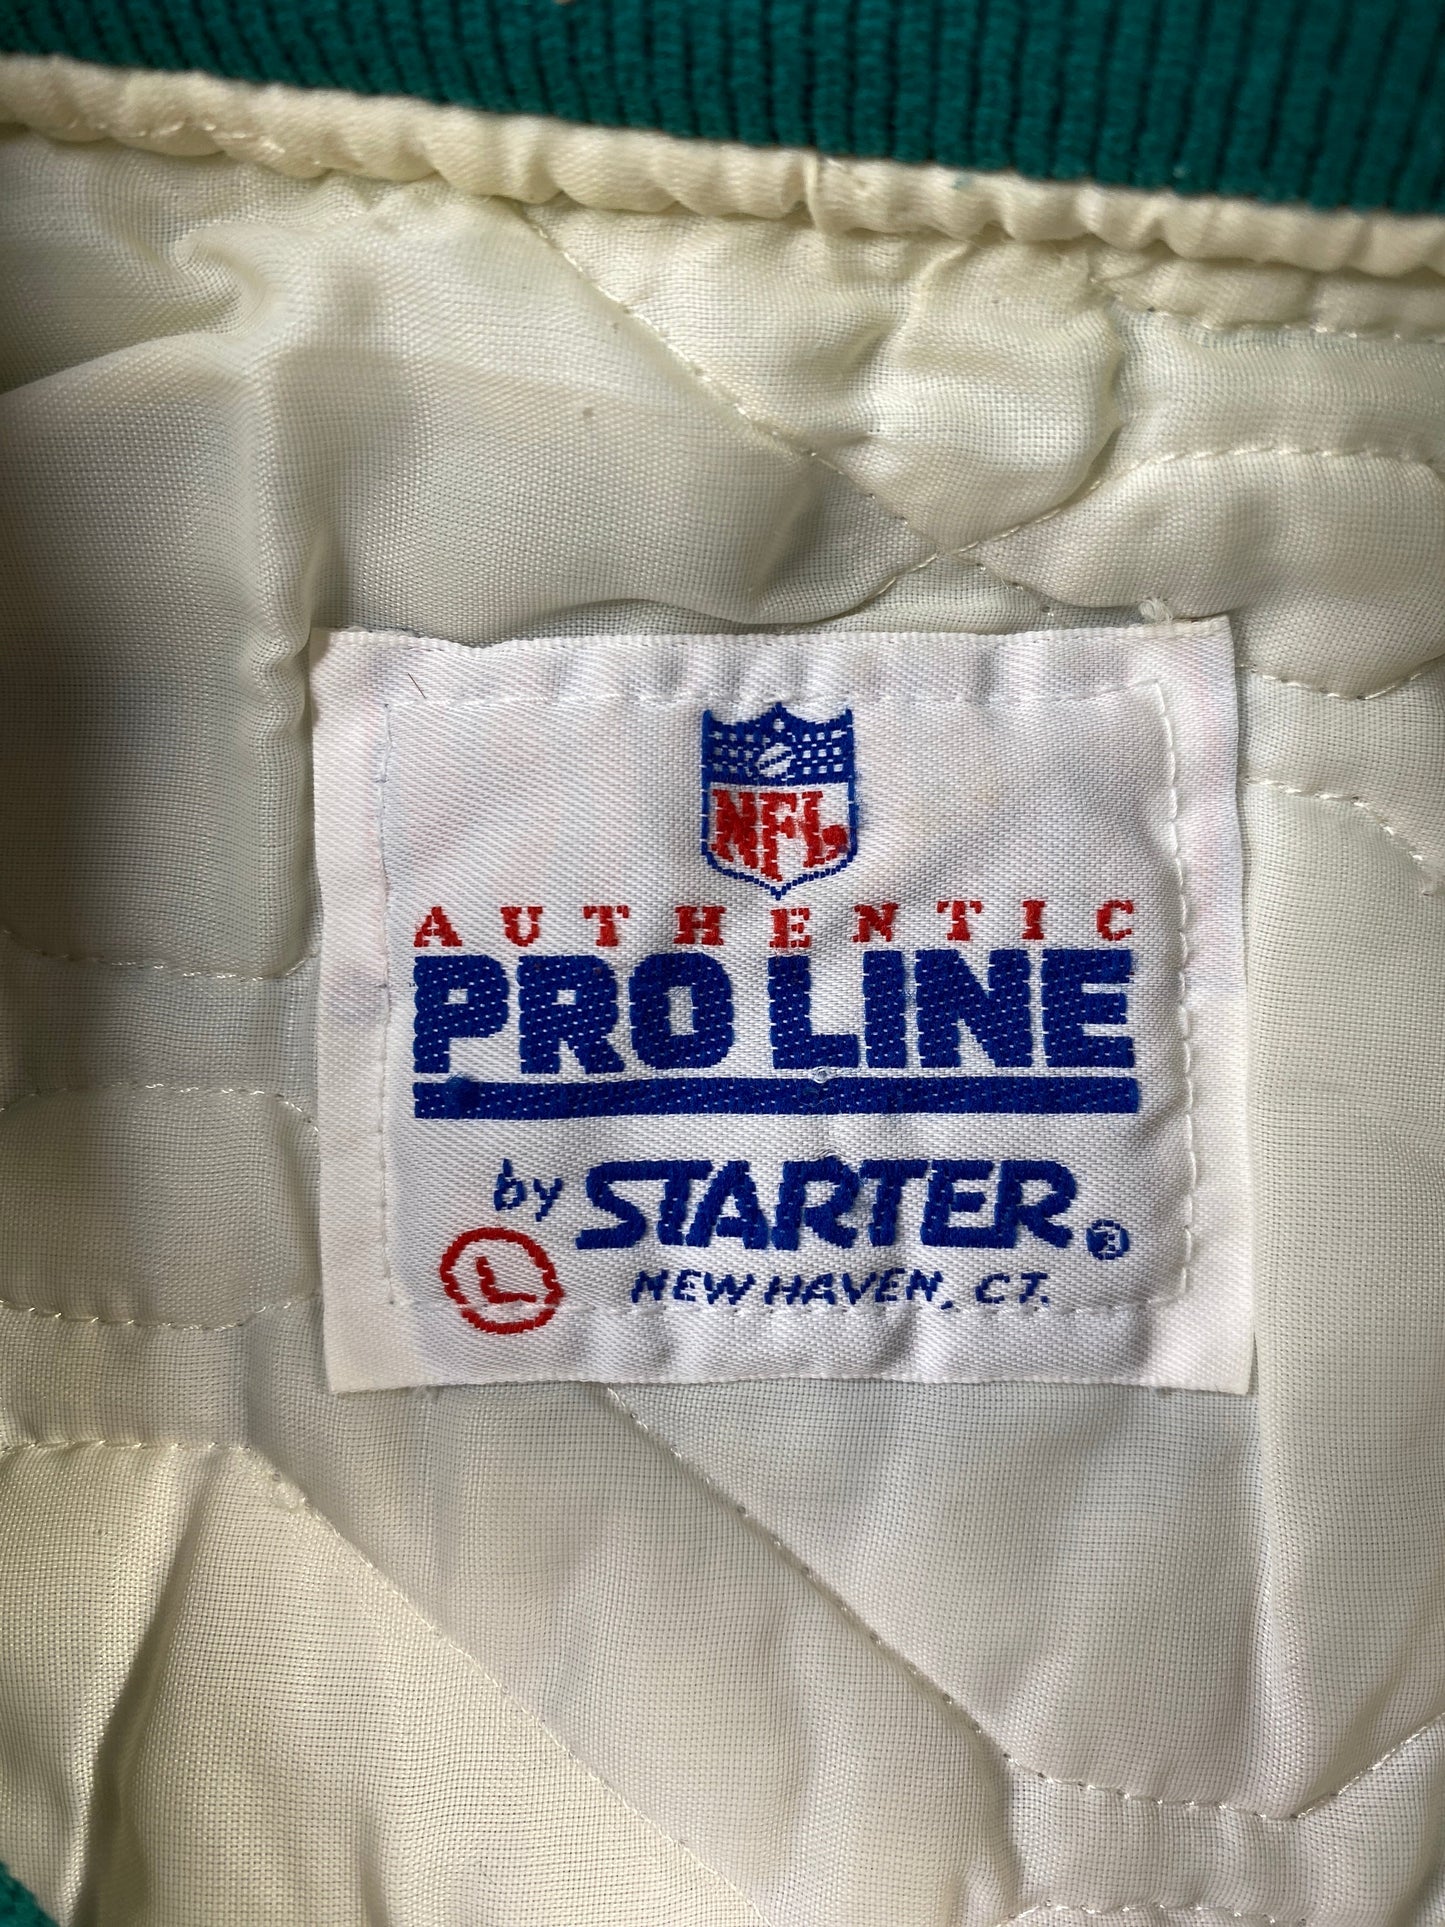 NFL
AUTHENTIC
PRO LINE
by STARTER ®
L
NEW HAVEN, CT.